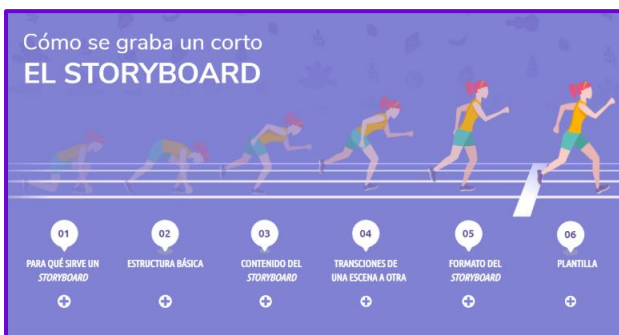 Cómo se graba un corto
EL STORYBOARD
01
PARA QUÉ SIRVE UN
STORYBOARD
02
ESTRUCTURA BÁSICA
03
CONTENIDO DEL
STORYBOARD
04
TRANSCIONES DE
UNA ESCENA A OTRA
05
FORMATO DEL
STORYBOARD
06
PLANTILLA